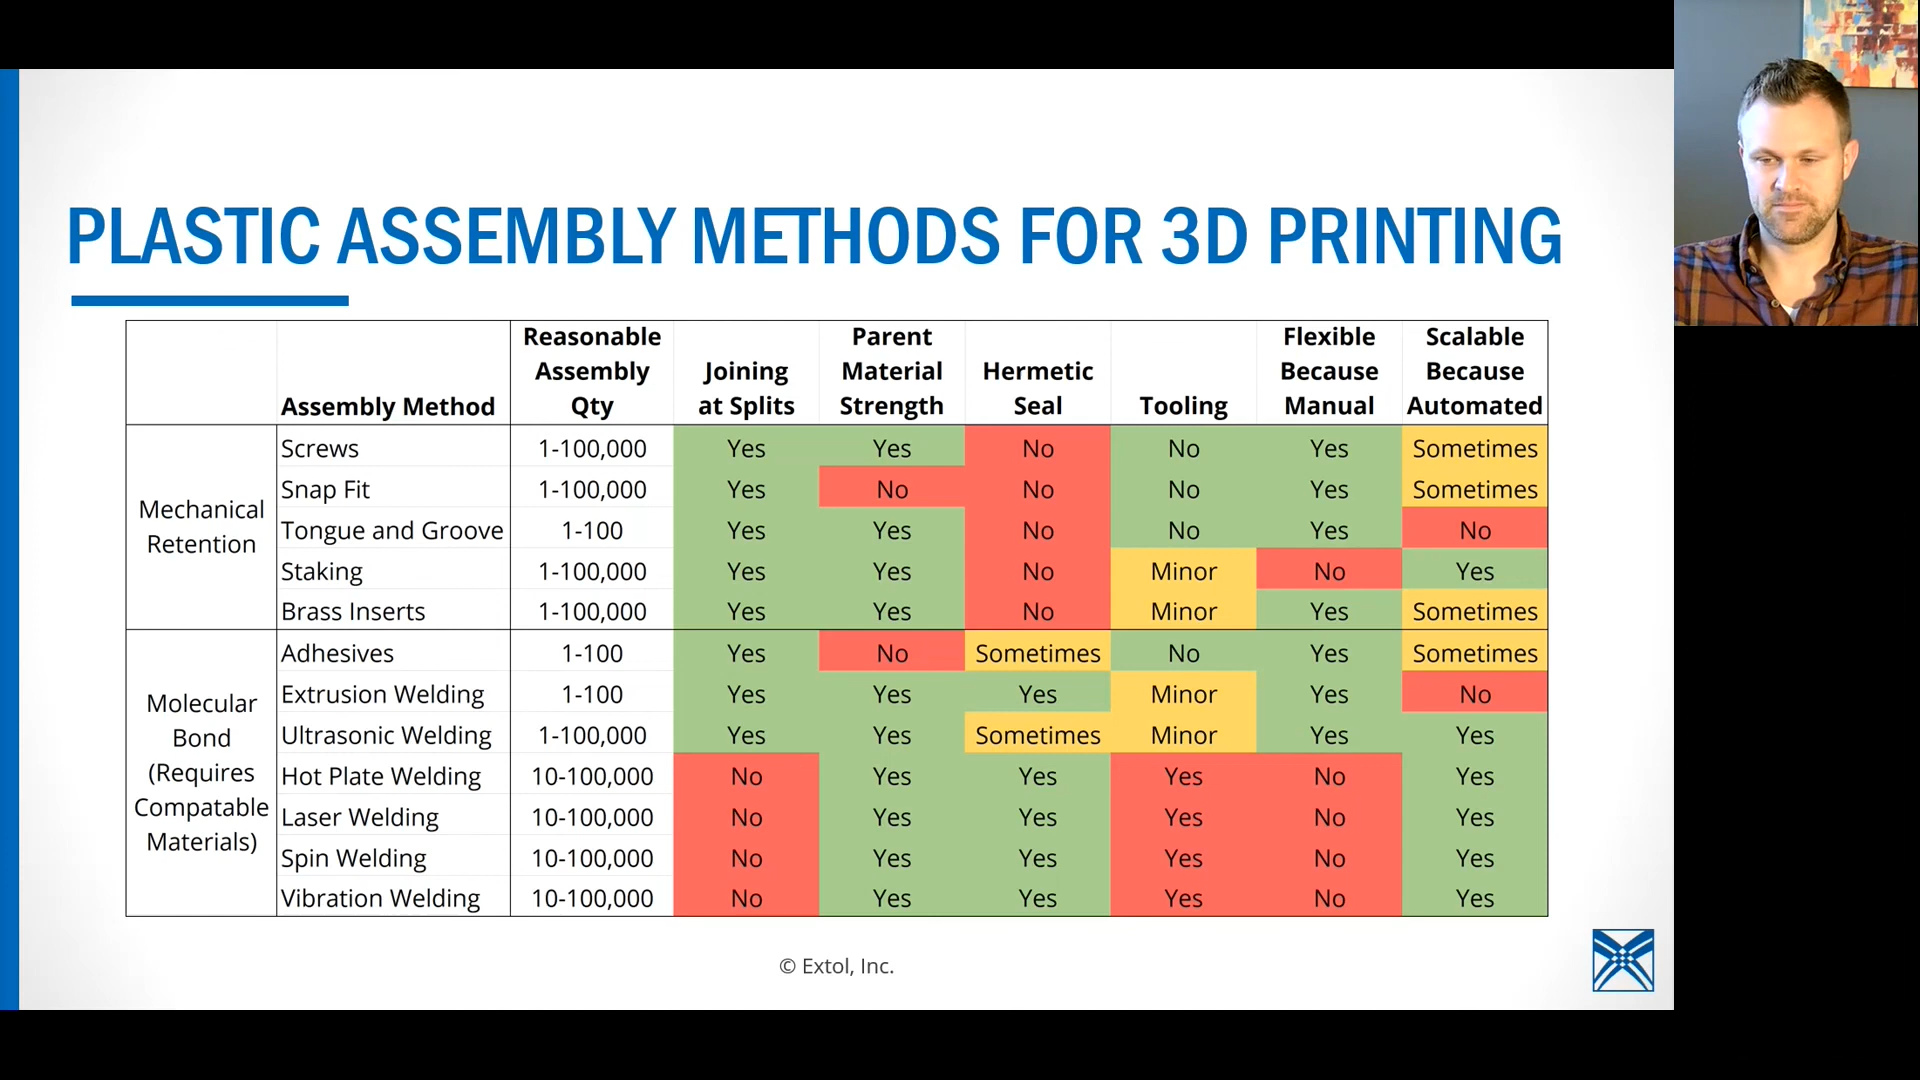 PLASTIC ASSEMBLY METHODS FOR 3D PRINTING
Assembly Method Reasonable Assembly Qty Joining at Splits Parent Material Strength Hermetic Seal Tooling Flexible Because Manual Scalable Because Automated
Mechanical Retention
Screws 1-100,000 Yes Yes No No Yes Sometimes
Snap Fit 1-100,000 Yes No No No Yes Sometimes
Tongue and Groove 1-100 Yes Yes No No Yes No
Staking 1-100,000 Yes Yes No Minor No Yes
Brass Inserts 1-100,000 Yes Yes No Minor Yes Sometimes
Molecular Bond (Requires Compatable Materials)
Adhesives 1-100 Yes No Sometimes No Yes Sometimes
Extrusion Welding 1-100 Yes Yes Yes Minor Yes No
Ultrasonic Welding 1-100,000 Yes Yes Sometimes Minor Yes Yes
Hot Plate Welding 10-100,000 No Yes Yes Yes No Yes
Laser Welding 10-100,000 No Yes Yes Yes No Yes
Spin Welding 10-100,000 No Yes Yes Yes No Yes
Vibration Welding 10-100,000 No Yes Yes Yes No Yes
© Extol, Inc.